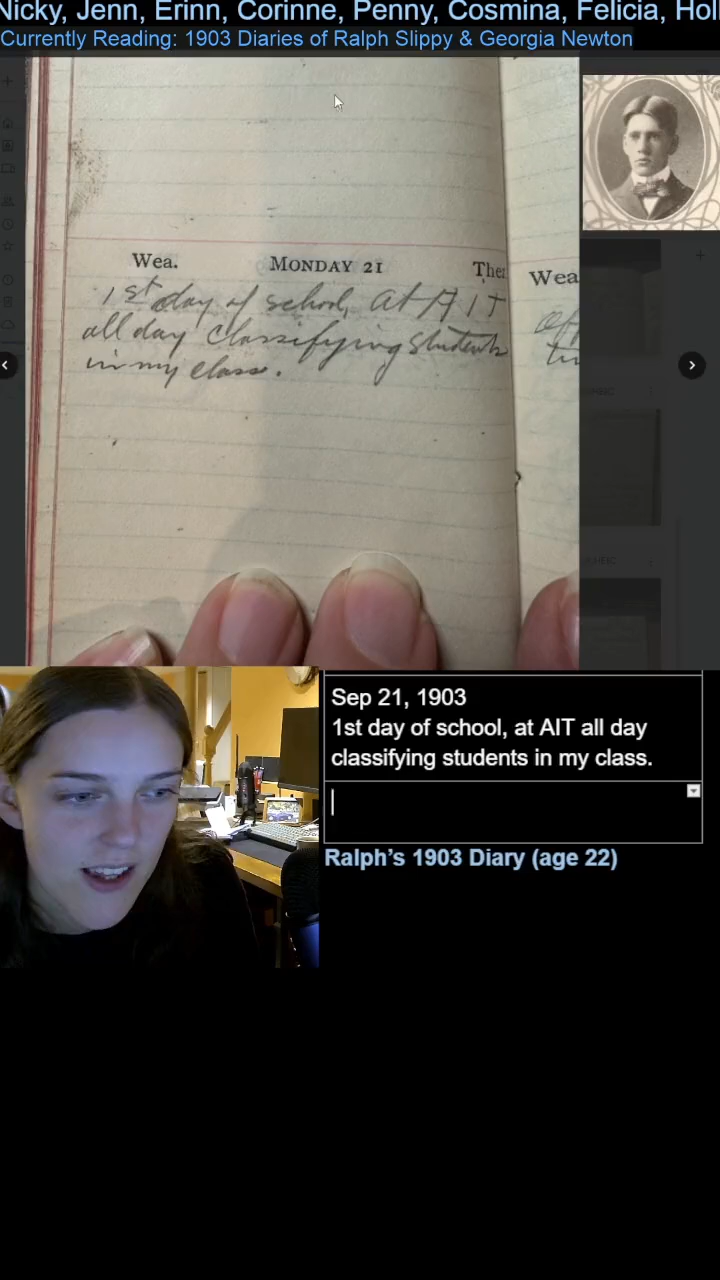 Nicky, Jenn, Erinn, Corinne, Penny, Cosmina, Felicia, Holl
Currently Reading: 1903 Diaries of Ralph Slippy & Georgia Newton
Wea. MONDAY 21 Ther
1st day of school, at AIT
all day classifying students
in my class.
Wea
Sep 21, 1903
1st day of school, at AIT all day
classifying students in my class.
Ralph's 1903 Diary (age 22)